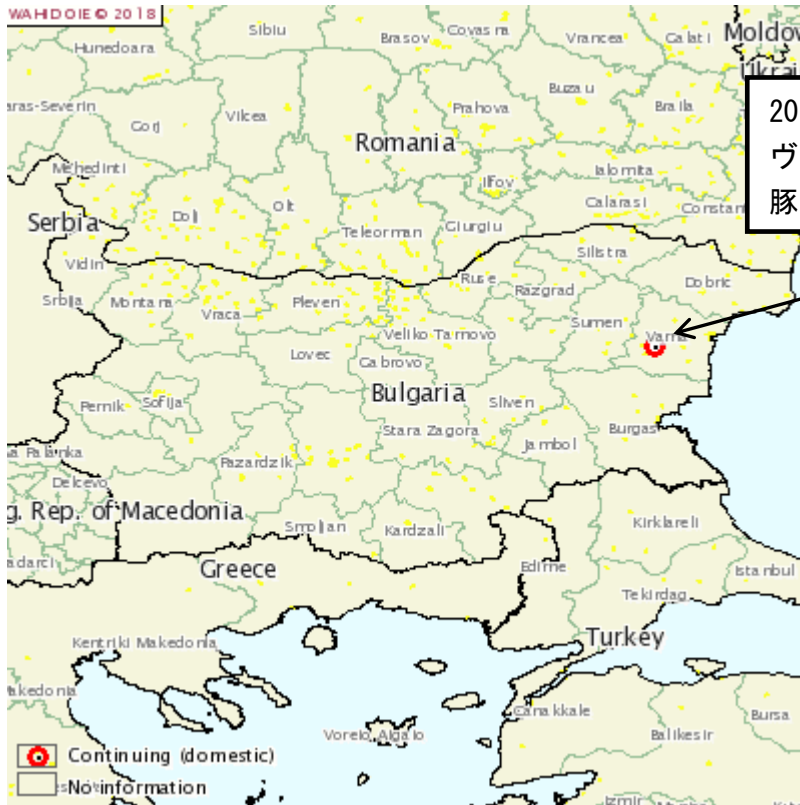 WAHIDOIE © 2018
Sibiu
Brasov
Covasna
Vrancea
Galati
Moldov
Hunedoara
Ukrai
Buzau
Braila
aras-Severin
Gorj
Vilcea
Prahova
20
ヴ
豚
Romania
Mehedinti
Ilfov
Ialomita
Dolj
Olt
Teleorman
Giurgiu
Calarasi
Constan
Serbia
Vidin
Silistra
Ruse
Razgrad
Dobric
Srbija
Montana
Vraca
Pleven
Veliko Tarnovo
Sumen
Varna
Lovec
Gabrovo
Bulgaria
Pernik
Sofija
Sliven
Stara Zagora
Burgas
Jambol
Pazardzik
a Palanka
Delcevo
g. Rep. of Macedonia
Smoljan
Kardzali
Kirklareli
adarci
Greece
Edirne
Istanbul
Tekirdag
Kentriki Makedonia
Turkey
Makedonia
Canakkale
Bursa
Voreio Aigaio
Balikesir
Continuing (domestic)
No information
Izmir